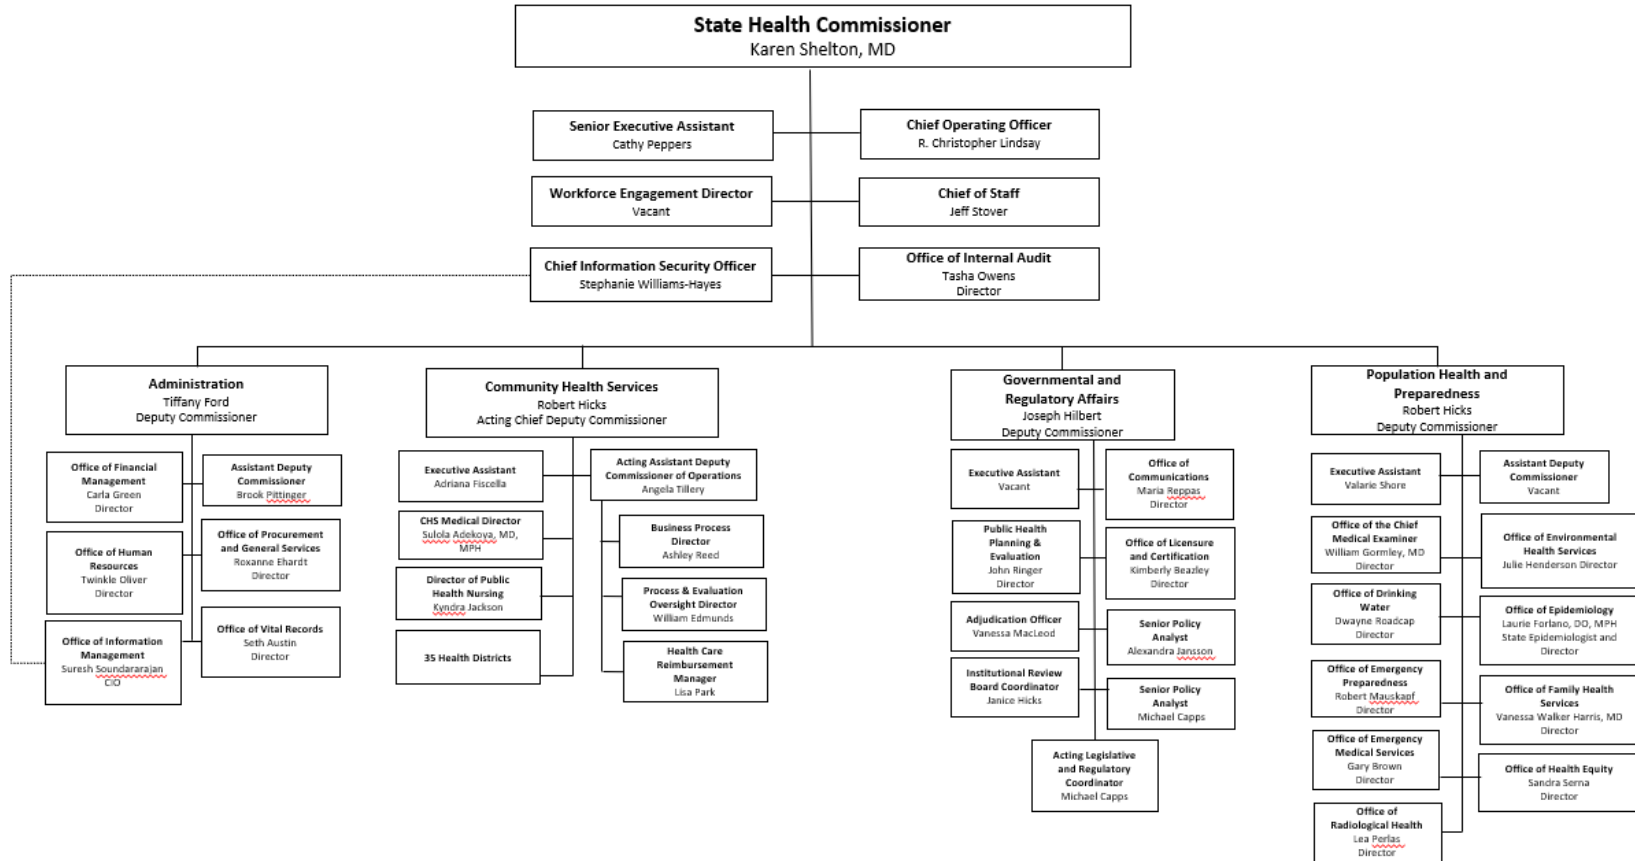 State Health Commissioner
Karen Shelton, MD
Senior Executive Assistant
Cathy Peppers
Chief Operating Officer
R. Christopher Lindsay
Workforce Engagement Director
Vacant
Chief of Staff
Jeff Stover
Chief Information Security Officer
Stephanie Williams-Hayes
Office of Internal Audit
Tasha Owens
Director
Administration
Tiffany Ford
Deputy Commissioner
Office of Financial
Management
Carla Green
Director
Assistant Deputy
Commissioner
Brook Pittinger
Office of Human
Resources
Twinkle Oliver
Director
Office of Procurement
and General Services
Roxanne Ehardt
Director
Office of Information
Management
Suresh Soundararajan
CIO
Office of Vital Records
Seth Austin
Director
Community Health Services
Robert Hicks
Acting Chief Deputy Commissioner
Executive Assistant
Adriana Fiscella
Acting Assistant Deputy
Commissioner of Operations
Angela Tillery
CHS Medical Director
Sulola Adekoya, MD,
MPH
Business Process
Director
Ashley Reed
Director of Public
Health Nursing
Kyndra Jackson
Process & Evaluation
Oversight Director
William Edmunds
35 Health Districts
Health Care
Reimbursement
Manager
Lisa Park
Governmental and
Regulatory Affairs
Joseph Hilbert
Deputy Commissioner
Executive Assistant
Vacant
Office of
Communications
Maria Reppas
Director
Public Health
Planning &
Evaluation
John Ringer
Director
Office of Licensure
and Certification
Kimberly Beazley
Director
Adjudication Officer
Vanessa MacLeod
Senior Policy
Analyst
Alexandra Jansson
Institutional Review
Board Coordinator
Janice Hicks
Senior Policy
Analyst
Michael Capps
Acting Legislative
and Regulatory
Coordinator
Michael Capps
Population Health and
Preparedness
Robert Hicks
Deputy Commissioner
Executive Assistant
Valarie Shore
Assistant Deputy
Commissioner
Vacant
Office of the Chief
Medical Examiner
William Gormley, MD
Director
Office of Environmental
Health Services
Julie Henderson Director
Office of Drinking
Water
Dwayne Roadcap
Director
Office of Epidemiology
Laurie Forlano, DO, MPH
State Epidemiologist and
Director
Office of Emergency
Preparedness
Robert Mauskapf
Director
Office of Family Health
Services
Vanessa Walker Harris, MD
Director
Office of Emergency
Medical Services
Gary Brown
Director
Office of Health Equity
Sandra Serna
Director
Office of
Radiological Health
Lea Perlas
Director